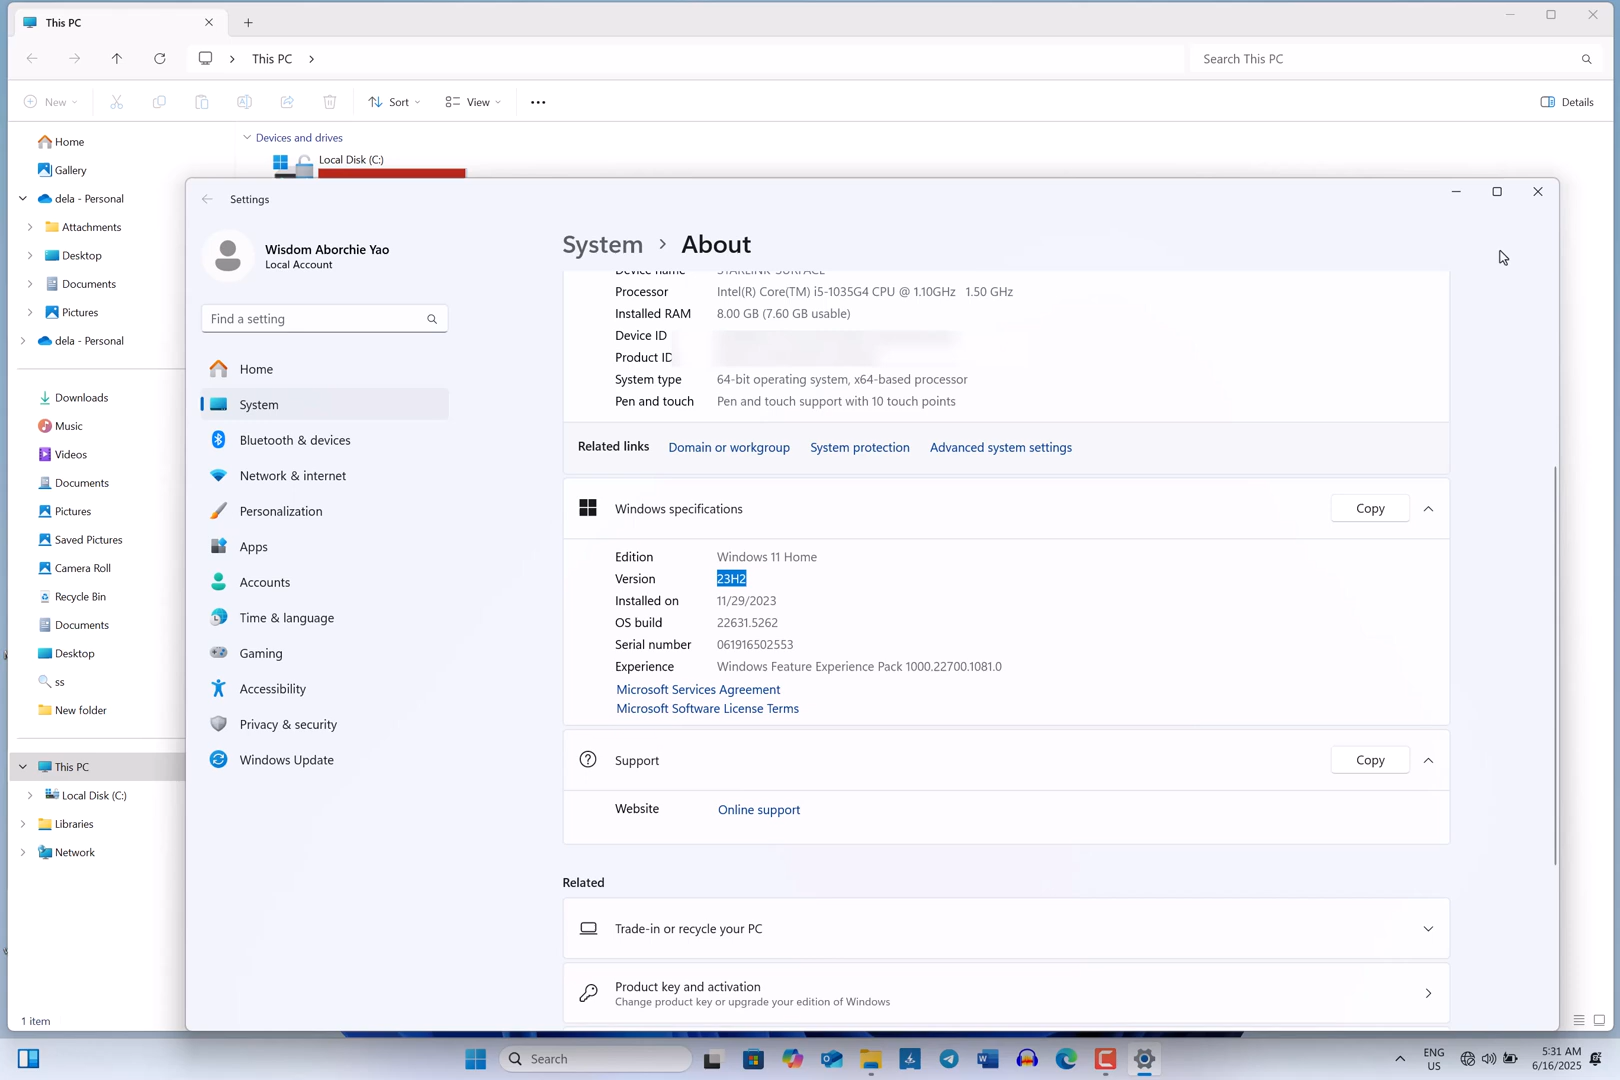 This PC
This PC
Search This PC
New
Sort
View
Details
Home
Gallery
dela - Personal
Attachments
Desktop
Documents
Pictures
dela - Personal
Downloads
Music
Videos
Documents
Pictures
Saved Pictures
Camera Roll
Recycle Bin
Documents
Desktop
ss
New folder
This PC
Local Disk (C:)
Libraries
Network
1 item
Devices and drives
Local Disk (C:)
Settings
Wisdom Aborchie Yao
Local Account
Find a setting
Home
System
Bluetooth & devices
Network & internet
Personalization
Apps
Accounts
Time & language
Gaming
Accessibility
Privacy & security
Windows Update
System > About
Device name STARLINK-SURFACE
Processor Intel(R) Core(TM) i5-1035G4 CPU @ 1.10GHz 1.50 GHz
Installed RAM 8.00 GB (7.60 GB usable)
Device ID
Product ID
System type 64-bit operating system, x64-based processor
Pen and touch Pen and touch support with 10 touch points
Related links Domain or workgroup System protection Advanced system settings
Windows specifications Copy
Edition Windows 11 Home
Version 23H2
Installed on 11/29/2023
OS build 22631.5262
Serial number 061916502553
Experience Windows Feature Experience Pack 1000.22700.1081.0
Microsoft Services Agreement
Microsoft Software License Terms
Support Copy
Website Online support
Related
Trade-in or recycle your PC
Product key and activation
Change product key or upgrade your edition of Windows
Search
ENG
US
5:31 AM
6/16/2025